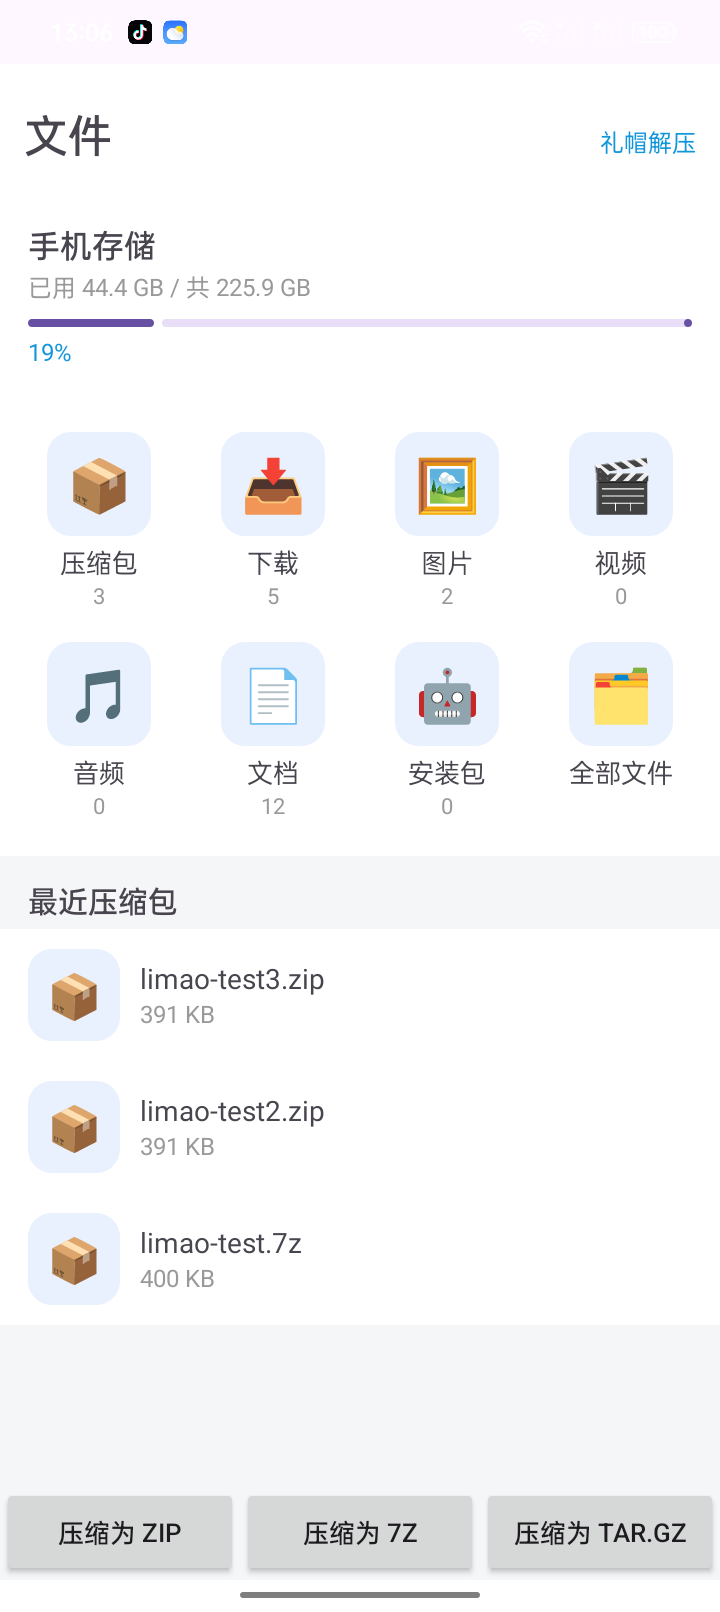 13:06
文件
礼帽解压
手机存储
已用 44.4 GB / 共 225.9 GB
19%
压缩包
下载
图片
视频
3
5
2
0
音频
文档
安装包
全部文件
0
12
0
最近压缩包
limao-test3.zip
391 KB
limao-test2.zip
391 KB
limao-test.7z
400 KB
压缩为 ZIP
压缩为 7Z
压缩为 TAR.GZ